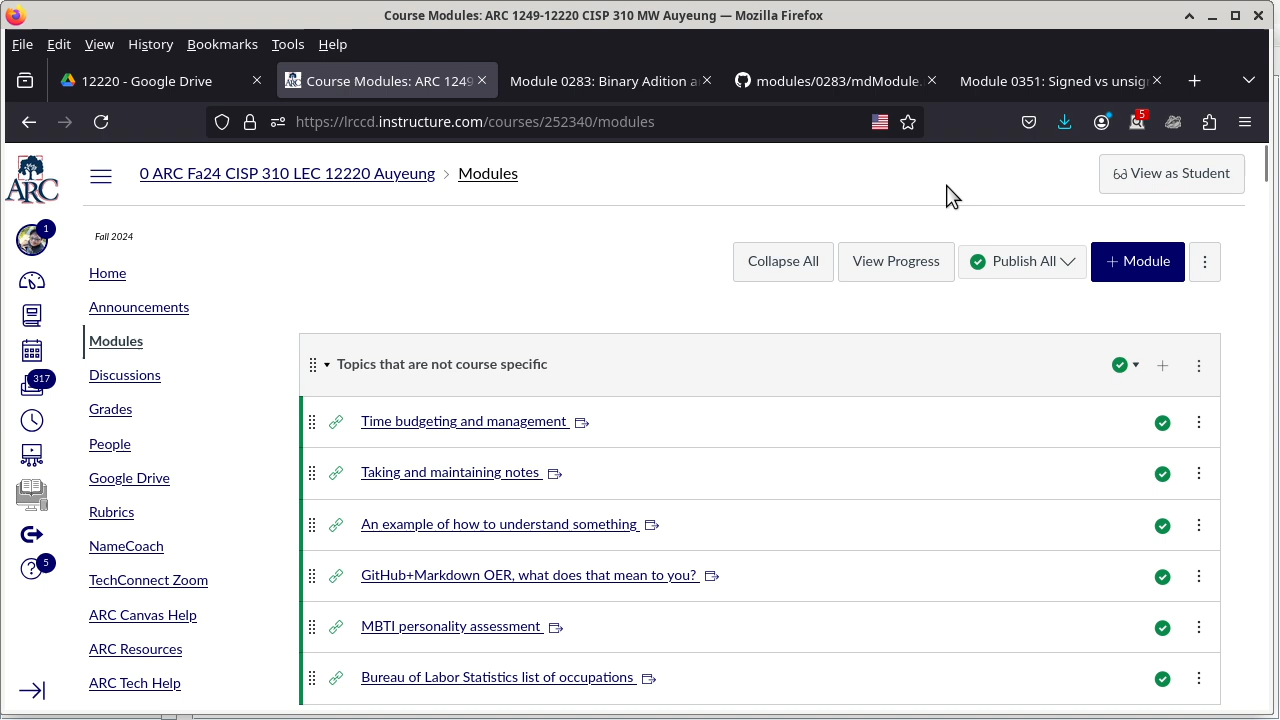 Course Modules: ARC 1249-12220 CISP 310 MW Auyeung — Mozilla Firefox
File Edit View History Bookmarks Tools Help
12220 - Google Drive
Course Modules: ARC 1249
Module 0283: Binary Adition a
modules/0283/mdModule.
Module 0351: Signed vs unsig
https://lrccd.instructure.com/courses/252340/modules
5
ARC
0 ARC Fa24 CISP 310 LEC 12220 Auyeung > Modules
View as Student
1
Fall 2024
Home
Announcements
Modules
Discussions
317
Grades
People
Google Drive
Rubrics
NameCoach
5
TechConnect Zoom
ARC Canvas Help
ARC Resources
ARC Tech Help
Collapse All
View Progress
Publish All
+ Module
Topics that are not course specific
Time budgeting and management
Taking and maintaining notes
An example of how to understand something
GitHub+Markdown OER, what does that mean to you?
MBTI personality assessment
Bureau of Labor Statistics list of occupations